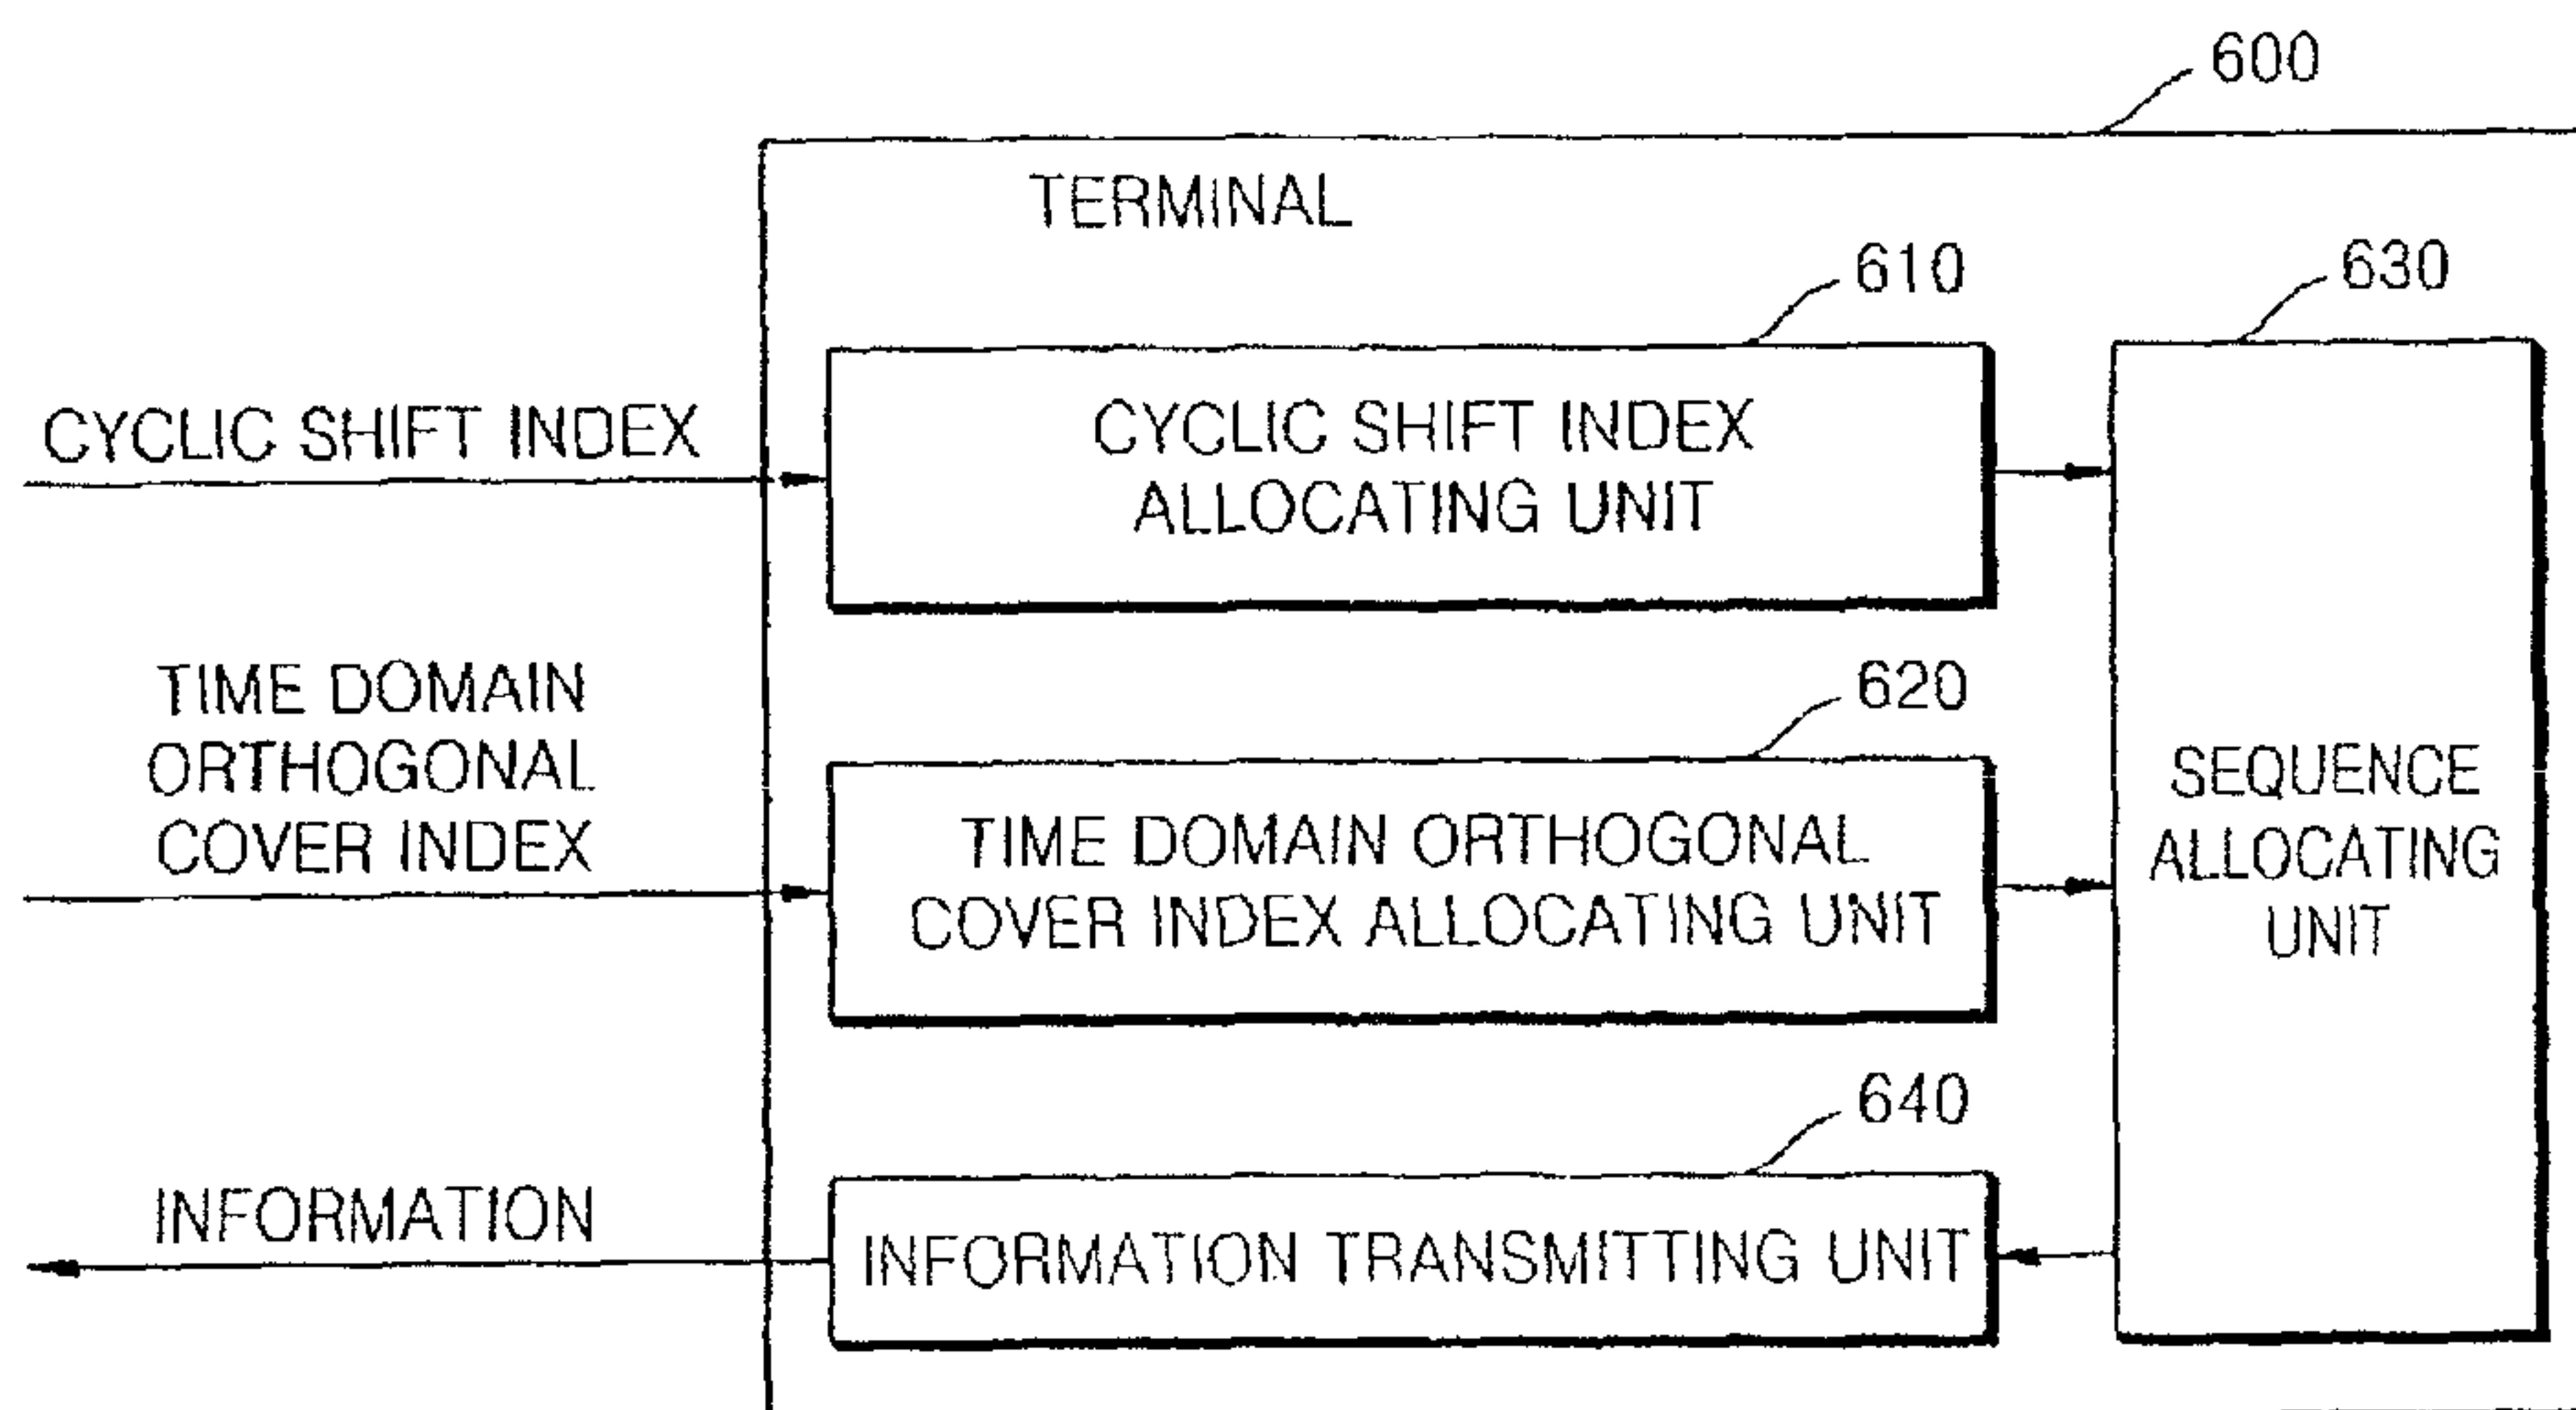 600
TERMINAL
610
630
CYCLIC SHIFT INDEX
CYCLIC SHIFT INDEX
ALLOCATING UNIT
TIME DOMAIN
ORTHOGONAL
COVER INDEX
620
TIME DOMAIN ORTHOGONAL
COVER INDEX ALLOCATING UNIT
SEQUENCE
ALLOCATING
UNIT
640
INFORMATION
INFORMATION TRANSMITTING UNIT